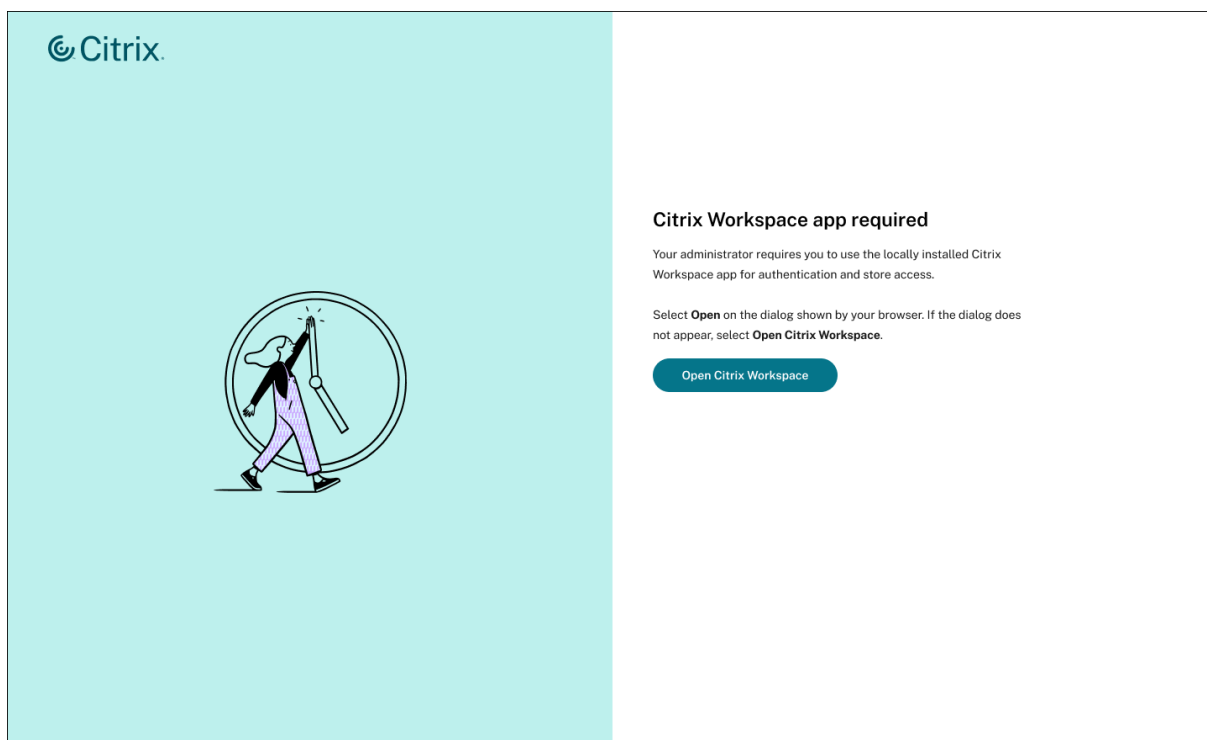 Citrix
Citrix Workspace app required
Your administrator requires you to use the locally installed Citrix
Workspace app for authentication and store access.
Select Open on the dialog shown by your browser. If the dialog does
not appear, select Open Citrix Workspace.
Open Citrix Workspace